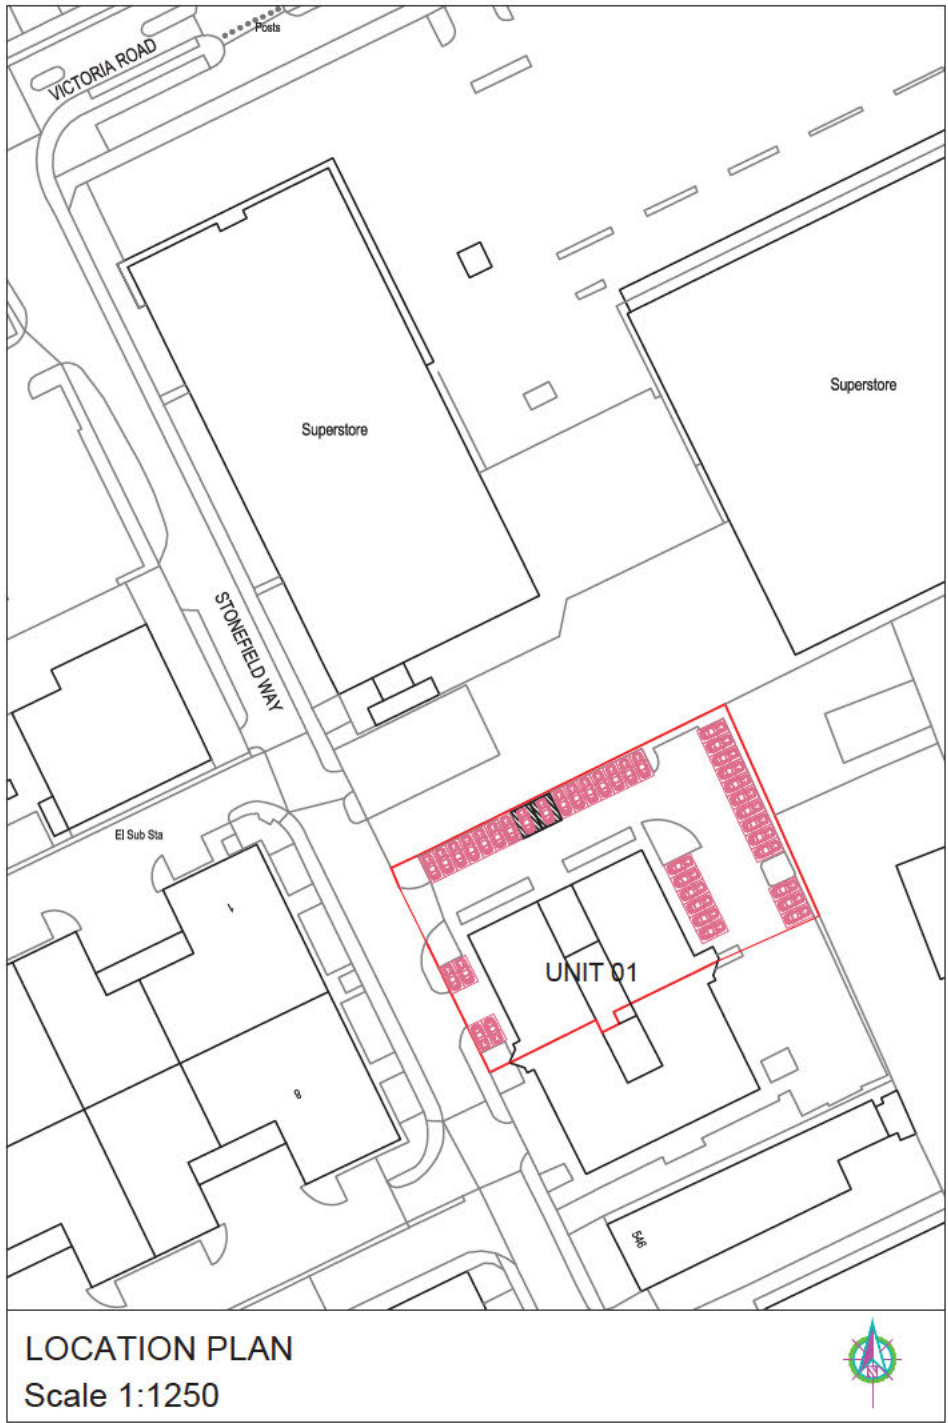 Posts
VICTORIA ROAD
Superstore
Superstore
STONEFIELD WAY
El Sub Sta
1
UNIT 01
8
546
LOCATION PLAN
Scale 1:1250
N